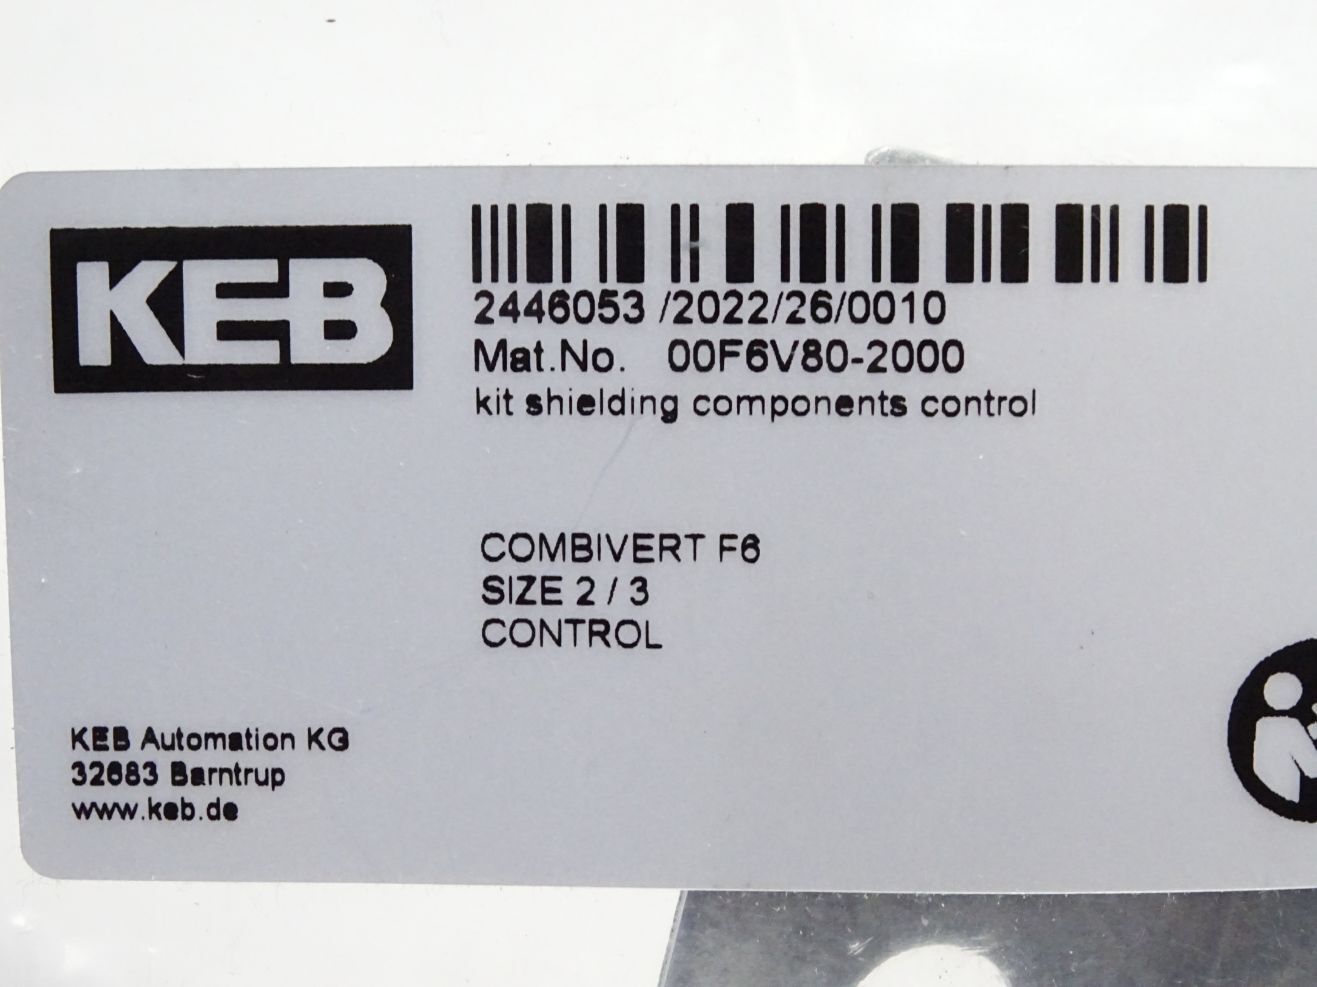 KEB
2446053 /2022/26/0010
Mat.No. 00F6V80-2000
kit shielding components control
COMBIVERT F6
SIZE 2 / 3
CONTROL
KEB Automation KG
32683 Barntrup
www.keb.de